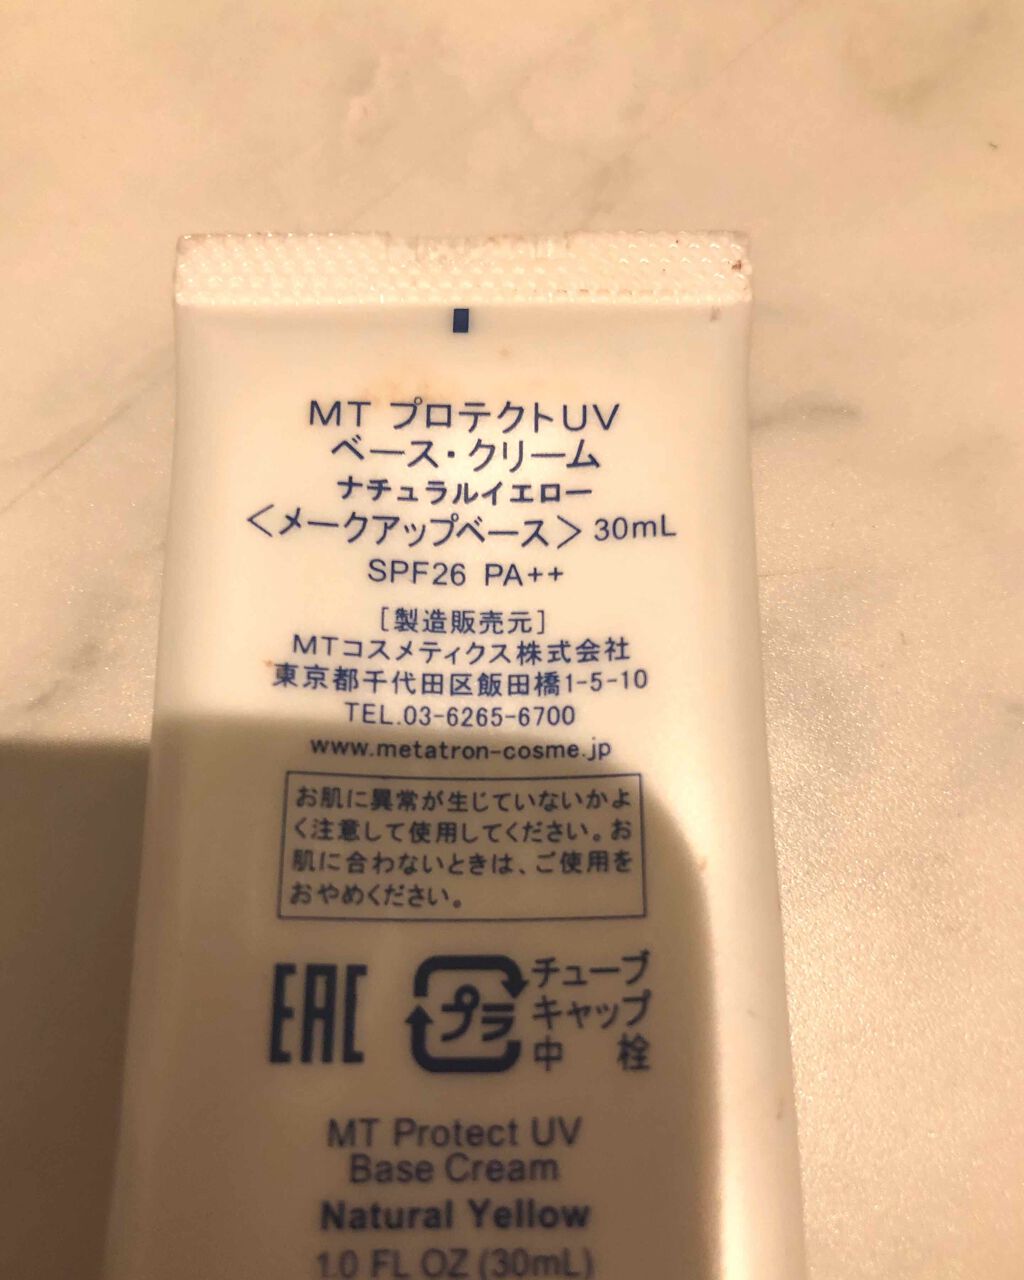 MT プロテクトUV
ベース・クリーム
ナチュラルイエロー
〈メークアップベース〉30mL
SPF26 PA++
［製造販売元］
MTコスメティクス株式会社
東京都千代田区飯田橋1-5-10
TEL.03-6265-6700
www.metatron-cosme.jp
お肌に異常が生じていないかよ
く注意して使用してください。お
肌に合わないときは、ご使用を
おやめください。
EAC
プラ
チューブ
キャップ
中 栓
MT Protect UV
Base Cream
Natural Yellow
1.0 FL OZ (30mL)